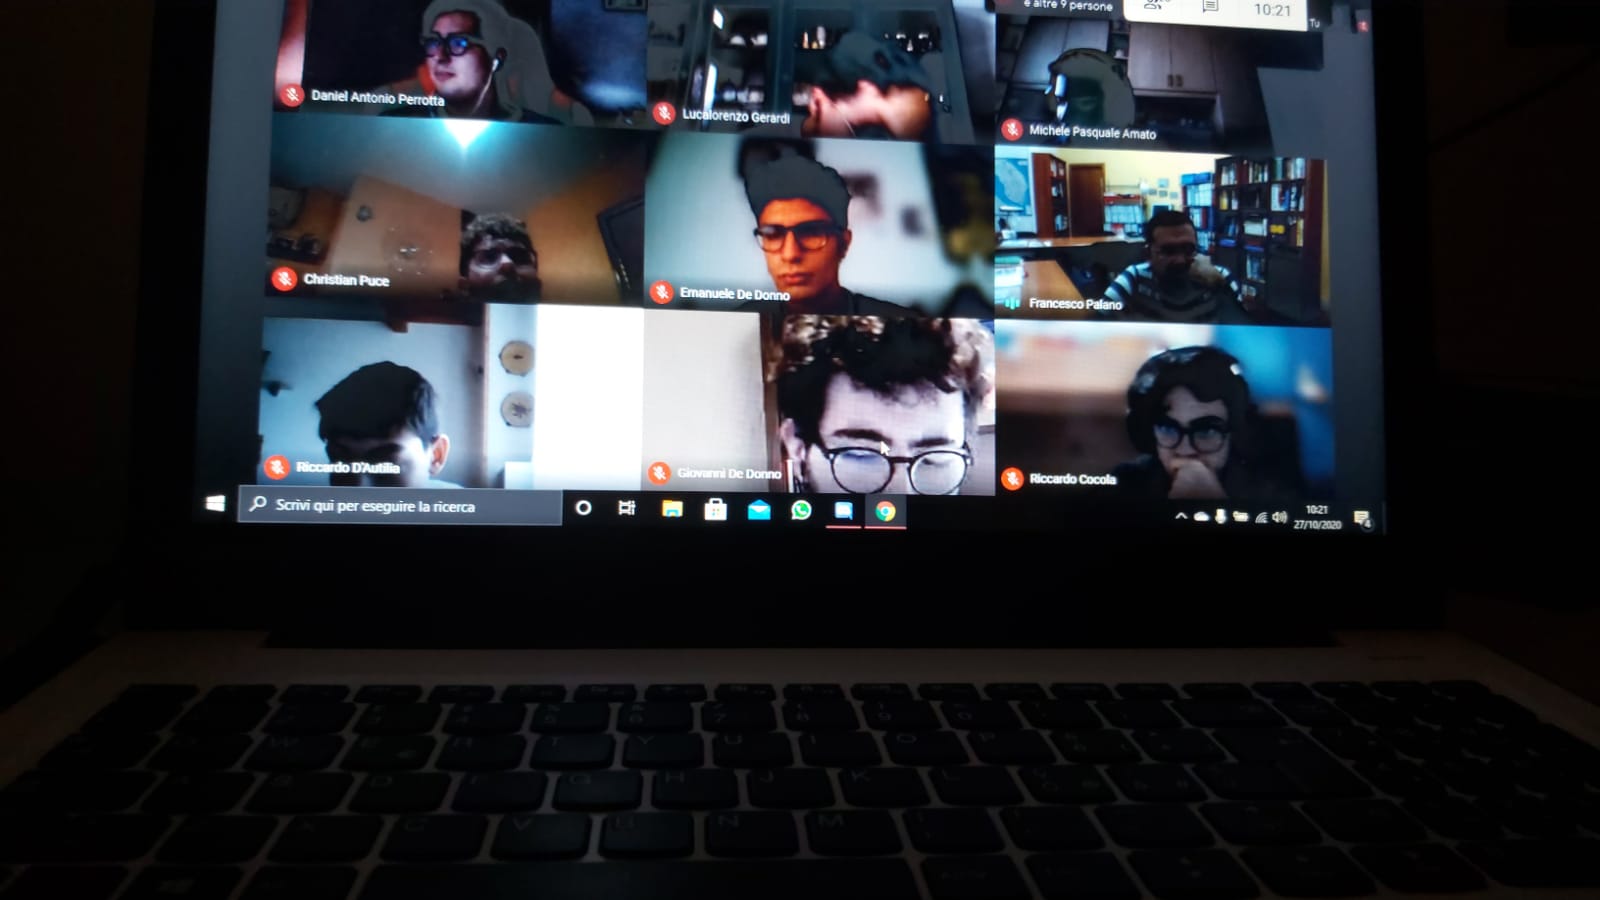 e altre 9 persone
10:21
Tu
Daniel Antonio Perrotta
Lucalorenzo Gerardi
Michele Pasquale Amato
Christian Puce
Emanuele De Donno
Francesco Palano
Riccardo D'Autilia
Giovanni De Donno
Riccardo Cocola
Scrivi qui per eseguire la ricerca
10:21
27/10/2020
4
W E R T Y U I O P
D G H J K L
X C V B N M